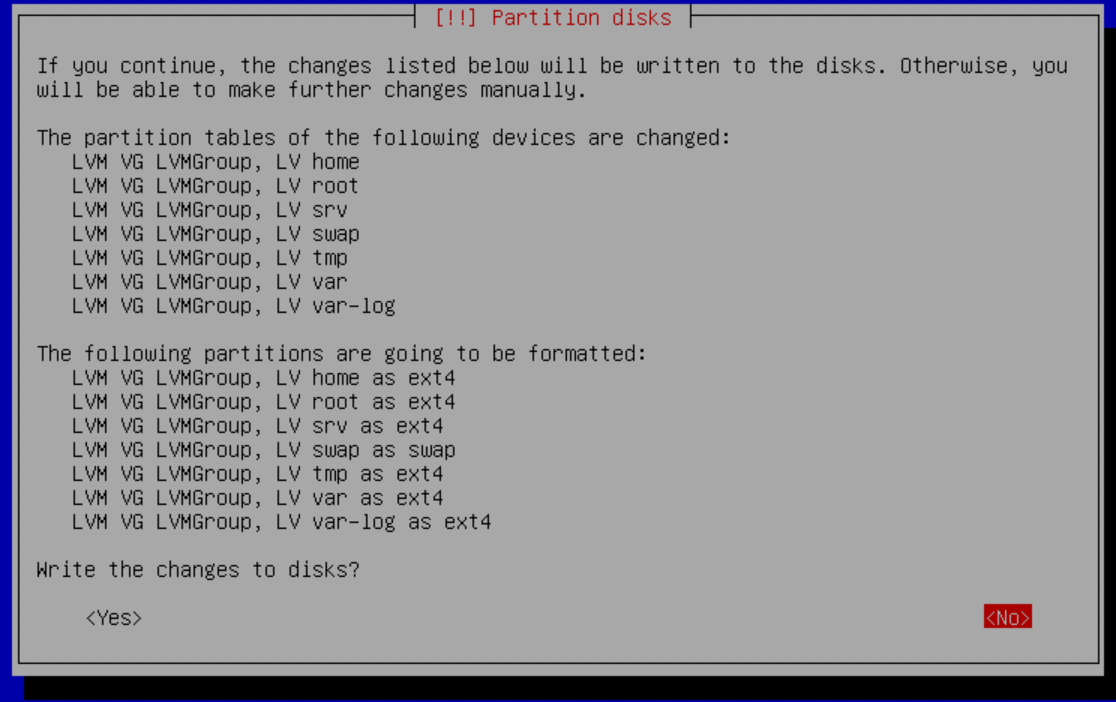 [!!] Partition disks
If you continue, the changes listed below will be written to the disks. Otherwise, you
will be able to make further changes manually.
The partition tables of the following devices are changed:
LVM VG LVMGroup, LV home
LVM VG LVMGroup, LV root
LVM VG LVMGroup, LV srv
LVM VG LVMGroup, LV swap
LVM VG LVMGroup, LV tmp
LVM VG LVMGroup, LV var
LVM VG LVMGroup, LV var-log
The following partitions are going to be formatted:
LVM VG LVMGroup, LV home as ext4
LVM VG LVMGroup, LV root as ext4
LVM VG LVMGroup, LV srv as ext4
LVM VG LVMGroup, LV swap as swap
LVM VG LVMGroup, LV tmp as ext4
LVM VG LVMGroup, LV var as ext4
LVM VG LVMGroup, LV var-log as ext4
Write the changes to disks?
<Yes> <No>